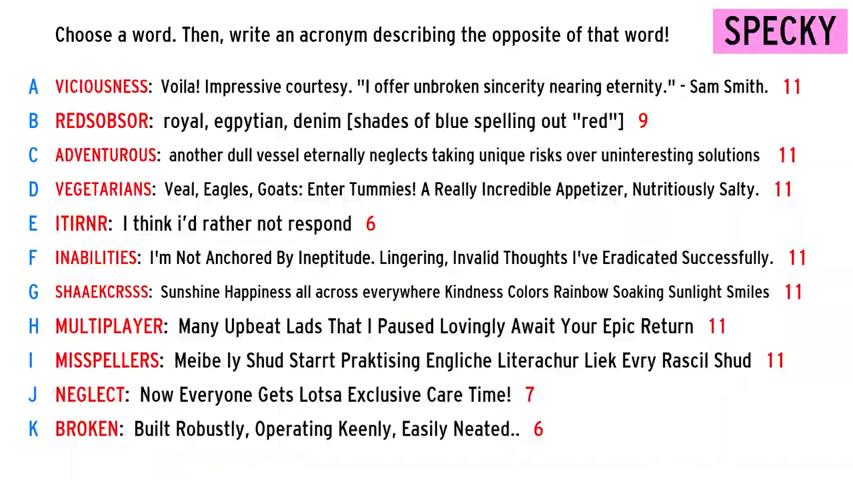 Choose a word. Then, write an acronym describing the opposite of that word!
SPECKY
A VICIOUSNESS: Voila! Impressive courtesy. "I offer unbroken sincerity nearing eternity." - Sam Smith. 11
B REDSOBSOR: royal, egpytian, denim [shades of blue spelling out "red"] 9
C ADVENTUROUS: another dull vessel eternally neglects taking unique risks over uninteresting solutions 11
D VEGETARIANS: Veal, Eagles, Goats: Enter Tummies! A Really Incredible Appetizer, Nutritiously Salty. 11
E ITIRNR: I think i'd rather not respond 6
F INABILITIES: I'm Not Anchored By Ineptitude. Lingering, Invalid Thoughts I've Eradicated Successfully. 11
G SHAAEKCRSSS: Sunshine Happiness all across everywhere Kindness Colors Rainbow Soaking Sunlight Smiles 11
H MULTIPLAYER: Many Upbeat Lads That I Paused Lovingly Await Your Epic Return 11
I MISSPELLERS: Meibe Iy Shud Starrt Praktising Engliche Literachur Liek Evry Rascil Shud 11
J NEGLECT: Now Everyone Gets Lotsa Exclusive Care Time! 7
K BROKEN: Built Robustly, Operating Keenly, Easily Neated.. 6